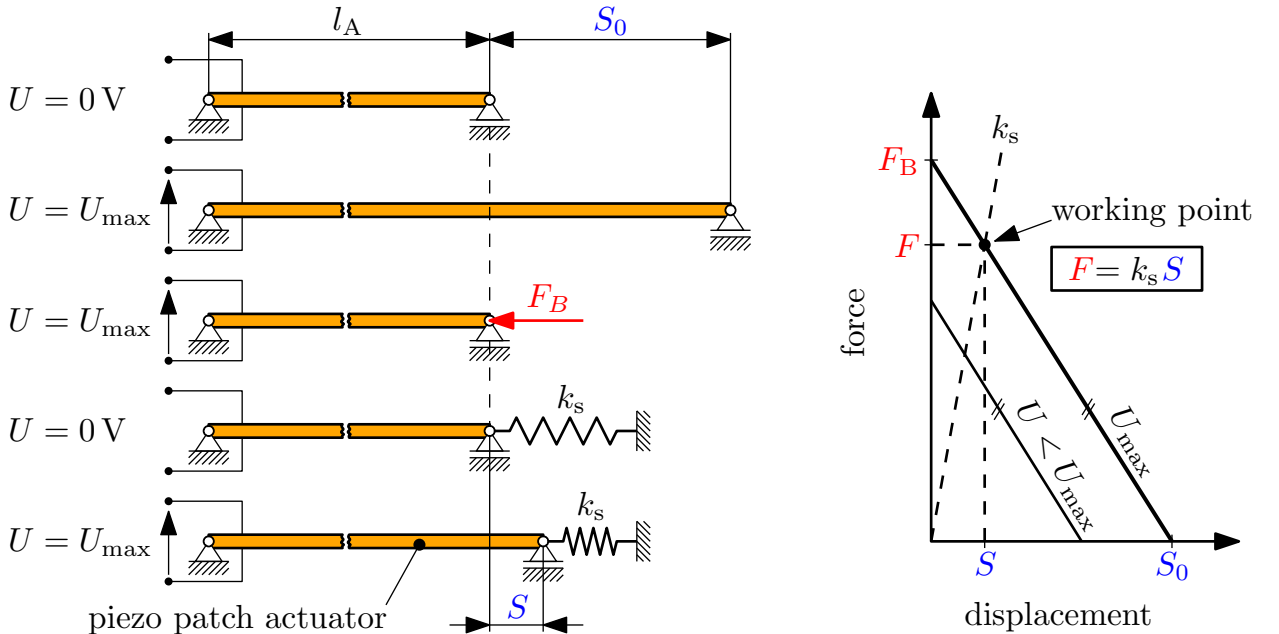 l_A
S_0
U = 0 V
U = U_max
U = U_max
F_B
U = 0 V
k_s
U = U_max
k_s
piezo patch actuator
S
k_s
F_B
working point
F
F = k_s S
force
U < U_max
U_max
S
S_0
displacement